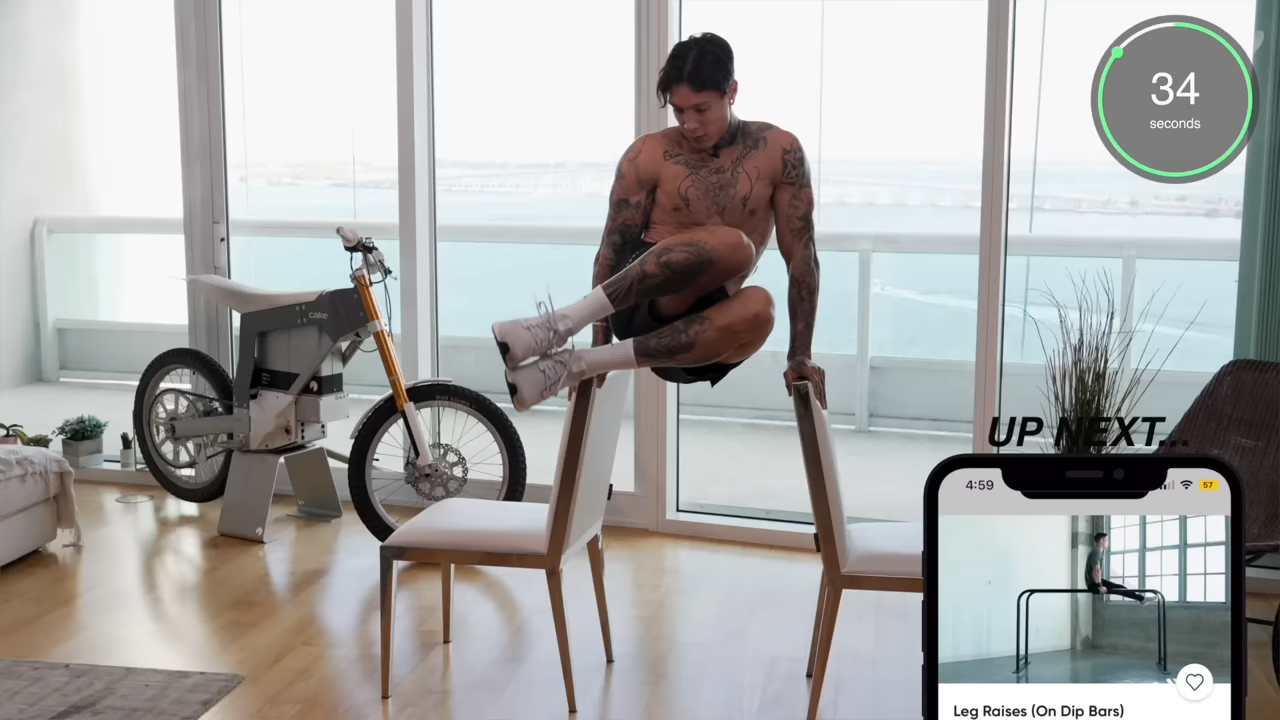 34
seconds
cake
UP NEXT...
4:59
57
Leg Raises (On Dip Bars)